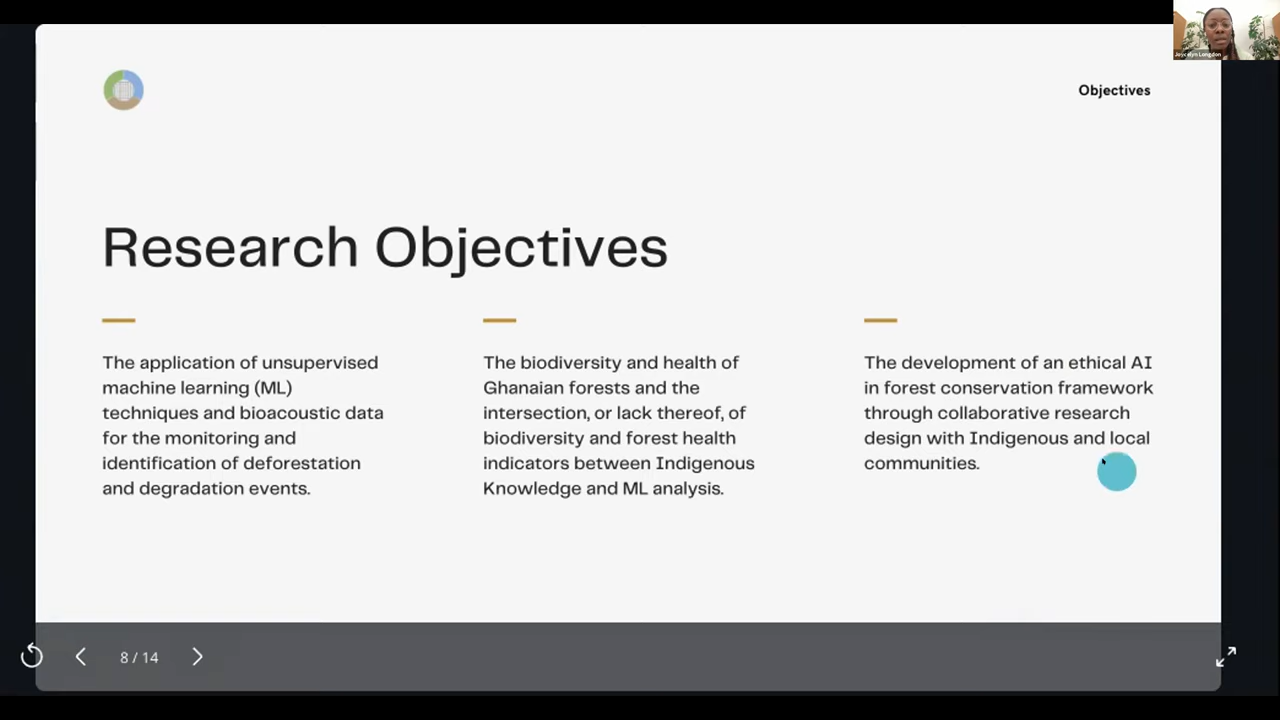 Joycelyn Longdon
Objectives
Research Objectives
The application of unsupervised
machine learning (ML)
techniques and bioacoustic data
for the monitoring and
identification of deforestation
and degradation events.
The biodiversity and health of
Ghanaian forests and the
intersection, or lack thereof, of
biodiversity and forest health
indicators between Indigenous
Knowledge and ML analysis.
The development of an ethical AI
in forest conservation framework
through collaborative research
design with Indigenous and local
communities.
8 / 14